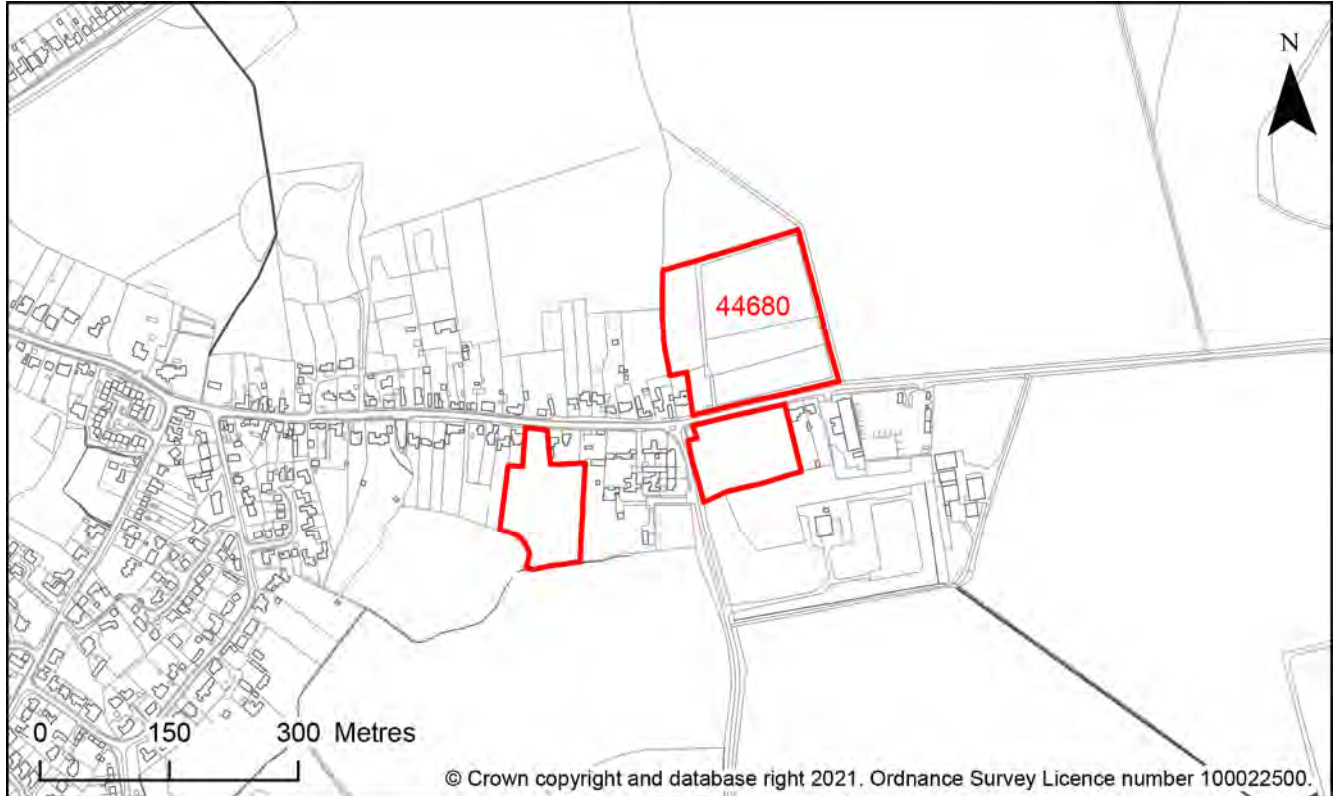 N
44680
0 150 300 Metres
© Crown copyright and database right 2021. Ordnance Survey Licence number 100022500.